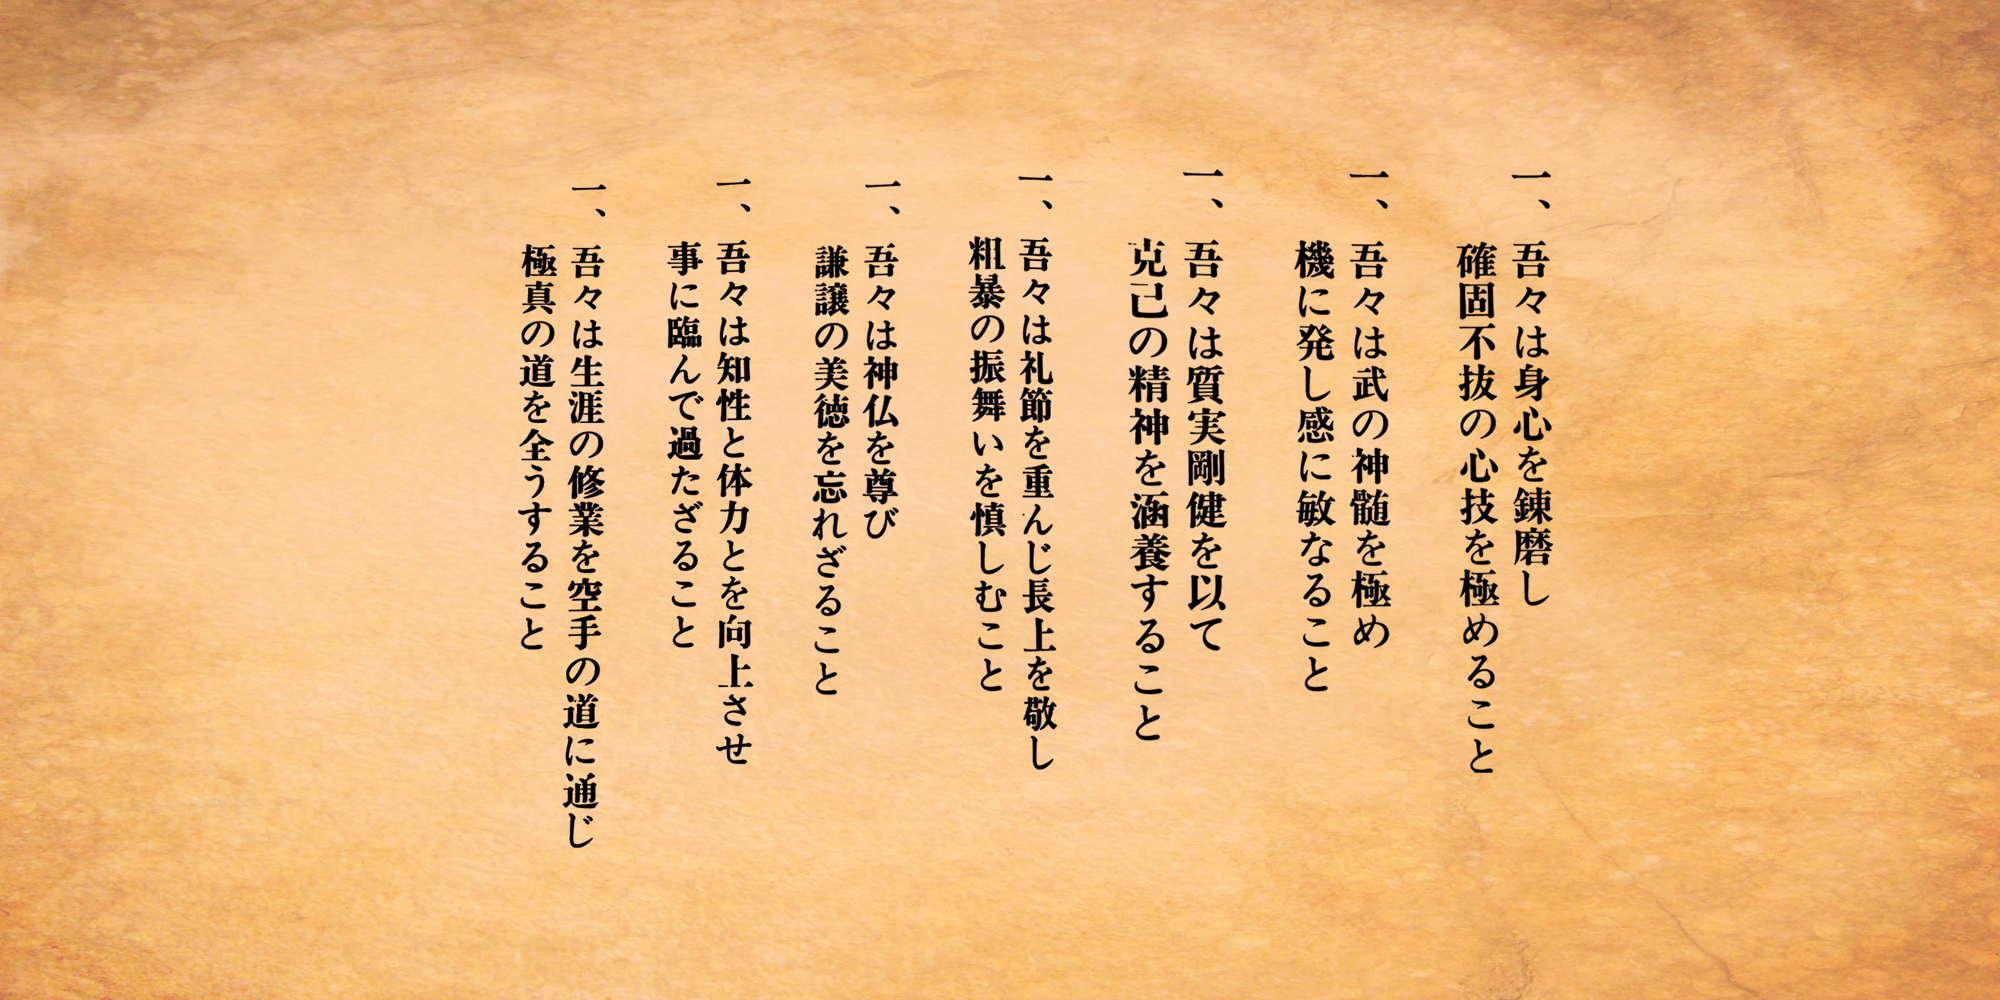 一、吾々は身心を錬磨し
確固不抜の心技を極めること
一、吾々は武の神髄を極め
機に発し感に敏なること
一、吾々は質実剛健を以て
克己の精神を涵養すること
一、吾々は礼節を重んじ長上を敬し
粗暴の振舞いを慎しむこと
一、吾々は神仏を尊び
謙譲の美徳を忘れざること
一、吾々は知性と体力とを向上させ
事に臨んで過たざること
一、吾々は生涯の修業を空手の道に通じ
極真の道を全うすること